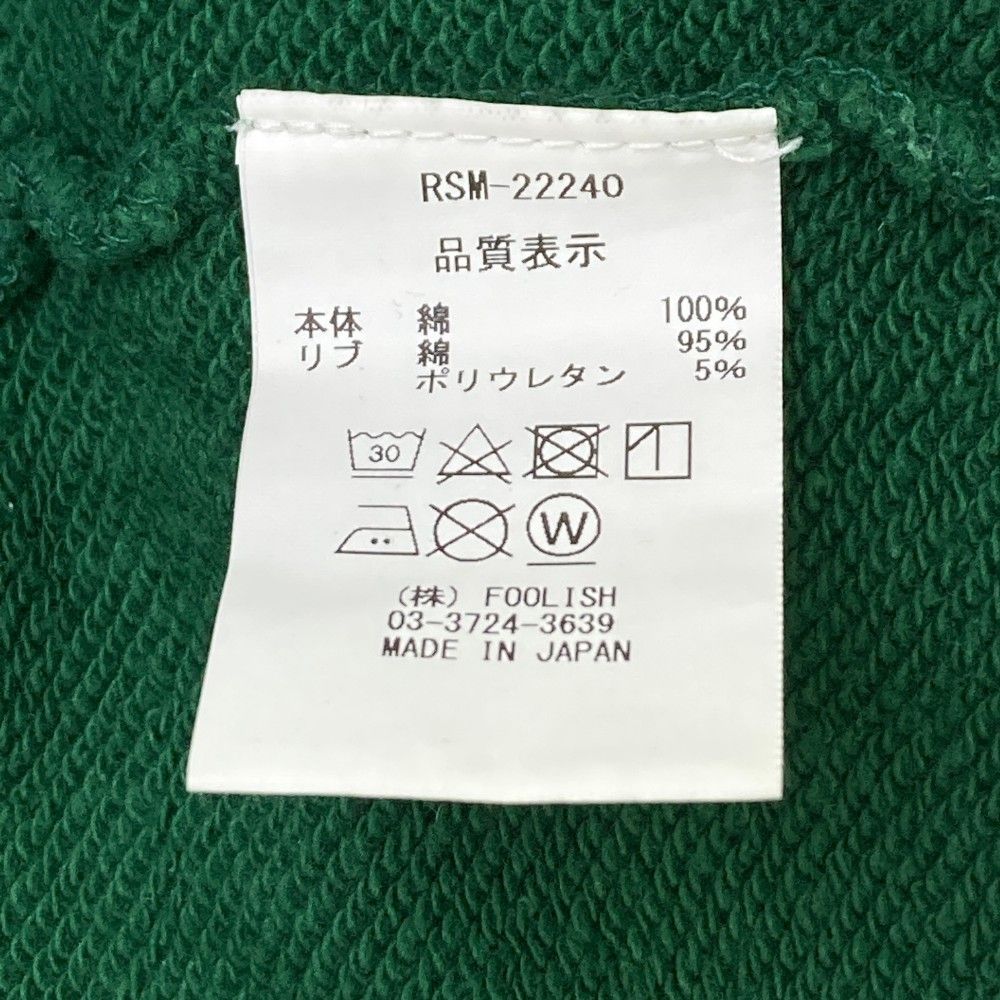 RSM-22240
品質表示
本体 綿 100%
リブ 綿 95%
ポリウレタン 5%
30
W
(株) FOOLISH
03-3724-3639
MADE IN JAPAN